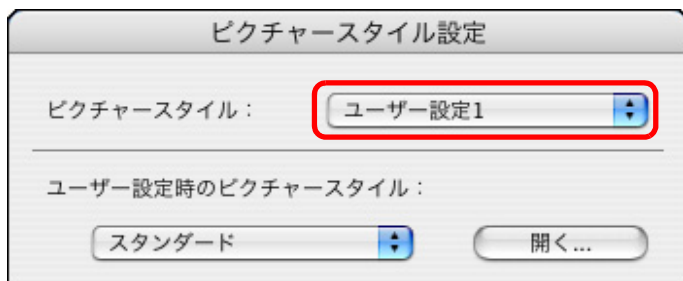 ピクチャースタイル設定
ピクチャースタイル： ユーザー設定1
ユーザー設定時のピクチャースタイル：
スタンダード 開く...